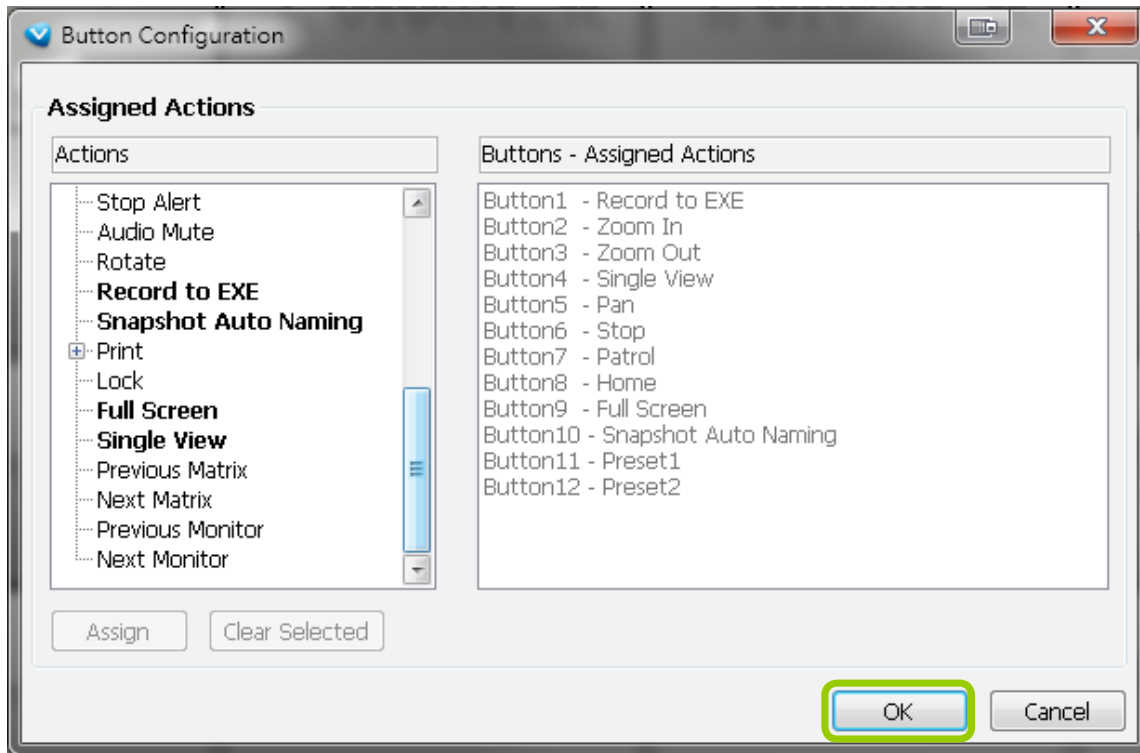 Button Configuration
Assigned Actions
Actions
Stop Alert
Audio Mute
Rotate
Record to EXE
Snapshot Auto Naming
Print
Lock
Full Screen
Single View
Previous Matrix
Next Matrix
Previous Monitor
Next Monitor
Assign
Clear Selected
Buttons - Assigned Actions
Button1 - Record to EXE
Button2 - Zoom In
Button3 - Zoom Out
Button4 - Single View
Button5 - Pan
Button6 - Stop
Button7 - Patrol
Button8 - Home
Button9 - Full Screen
Button10 - Snapshot Auto Naming
Button11 - Preset1
Button12 - Preset2
OK
Cancel